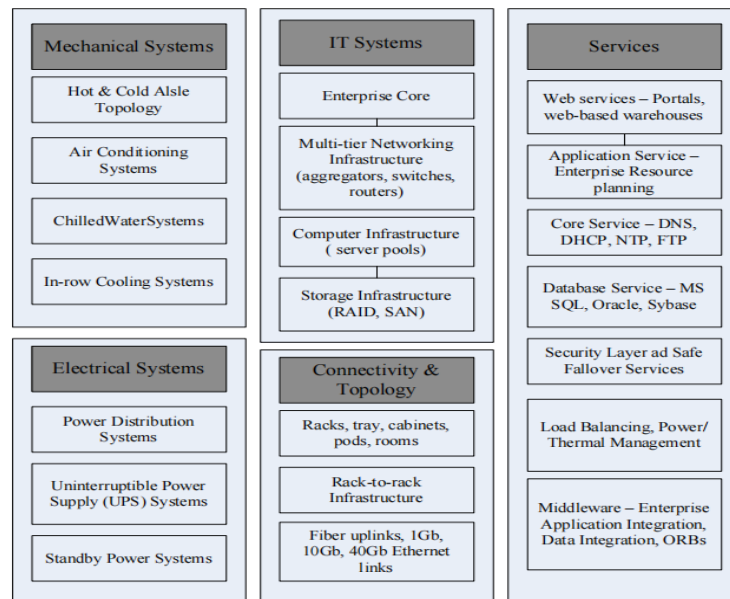 Mechanical Systems
Hot & Cold Alsle
Topology
Air Conditioning
Systems
ChilledWaterSystems
In-row Cooling Systems
Electrical Systems
Power Distribution
Systems
Uninterruptible Power
Supply (UPS) Systems
Standby Power Systems
IT Systems
Enterprise Core
Multi-tier Networking
Infrastructure
(aggregators, switches,
routers)
Computer Infrastructure
( server pools)
Storage Infrastructure
(RAID, SAN)
Connectivity &
Topology
Racks, tray, cabinets,
pods, rooms
Rack-to-rack
Infrastructure
Fiber uplinks, 1Gb,
10Gb, 40Gb Ethernet
links
Services
Web services – Portals,
web-based warehouses
Application Service –
Enterprise Resource
planning
Core Service – DNS,
DHCP, NTP, FTP
Database Service – MS
SQL, Oracle, Sybase
Security Layer ad Safe
Fallover Services
Load Balancing, Power/
Thermal Management
Middleware – Enterprise
Application Integration,
Data Integration, ORBs